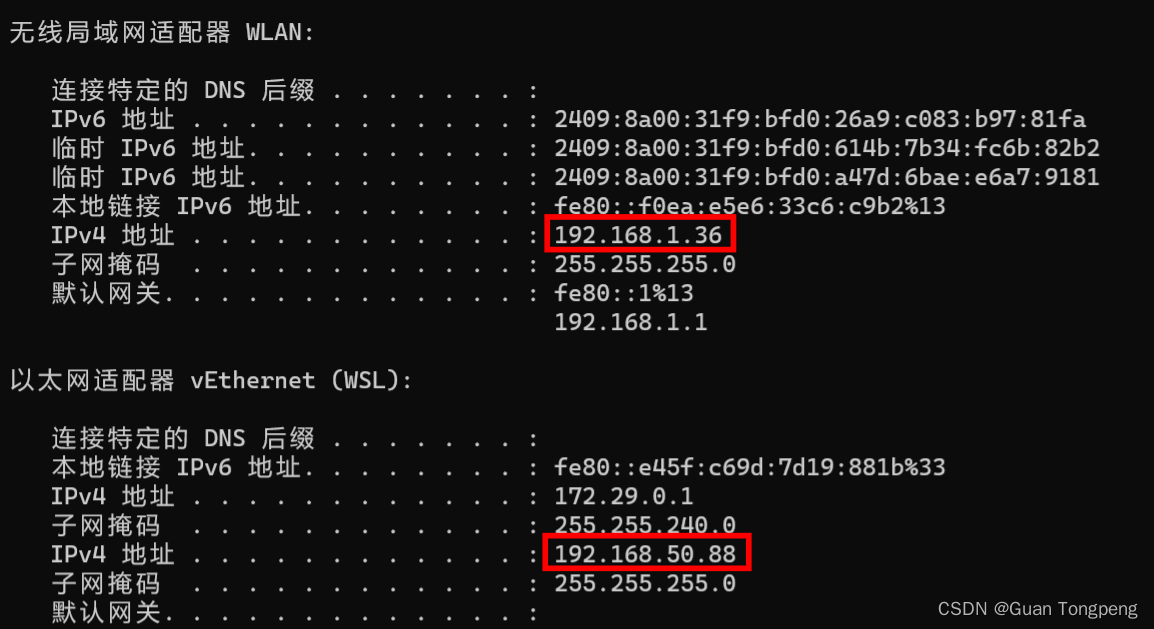 无线局域网适配器 WLAN:
连接特定的 DNS 后缀 . . . . . . . :
IPv6 地址 . . . . . . . . . . . . : 2409:8a00:31f9:bfd0:26a9:c083:b97:81fa
临时 IPv6 地址. . . . . . . . . . : 2409:8a00:31f9:bfd0:614b:7b34:fc6b:82b2
临时 IPv6 地址. . . . . . . . . . : 2409:8a00:31f9:bfd0:a47d:6bae:e6a7:9181
本地链接 IPv6 地址. . . . . . . . : fe80::f0ea:e5e6:33c6:c9b2%13
IPv4 地址 . . . . . . . . . . . . : 192.168.1.36
子网掩码  . . . . . . . . . . . . : 255.255.255.0
默认网关. . . . . . . . . . . . . : fe80::1%13
192.168.1.1
以太网适配器 vEthernet (WSL):
连接特定的 DNS 后缀 . . . . . . . :
本地链接 IPv6 地址. . . . . . . . : fe80::e45f:c69d:7d19:881b%33
IPv4 地址 . . . . . . . . . . . . : 172.29.0.1
子网掩码  . . . . . . . . . . . . : 255.255.240.0
IPv4 地址 . . . . . . . . . . . . : 192.168.50.88
子网掩码  . . . . . . . . . . . . : 255.255.255.0
默认网关. . . . . . . . . . . . . :
CSDN @Guan Tongpeng